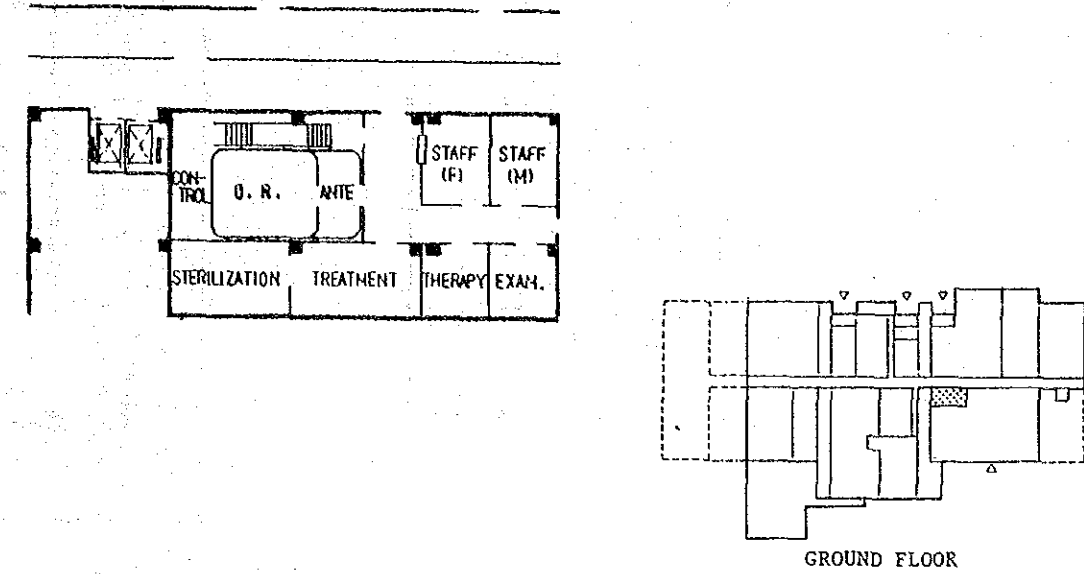 STAFF
(F)
STAFF
(M)
CON-
TROL
O. R.
ANTE
STERILIZATION
TREATMENT
THERAPY
EXAM.
GROUND FLOOR